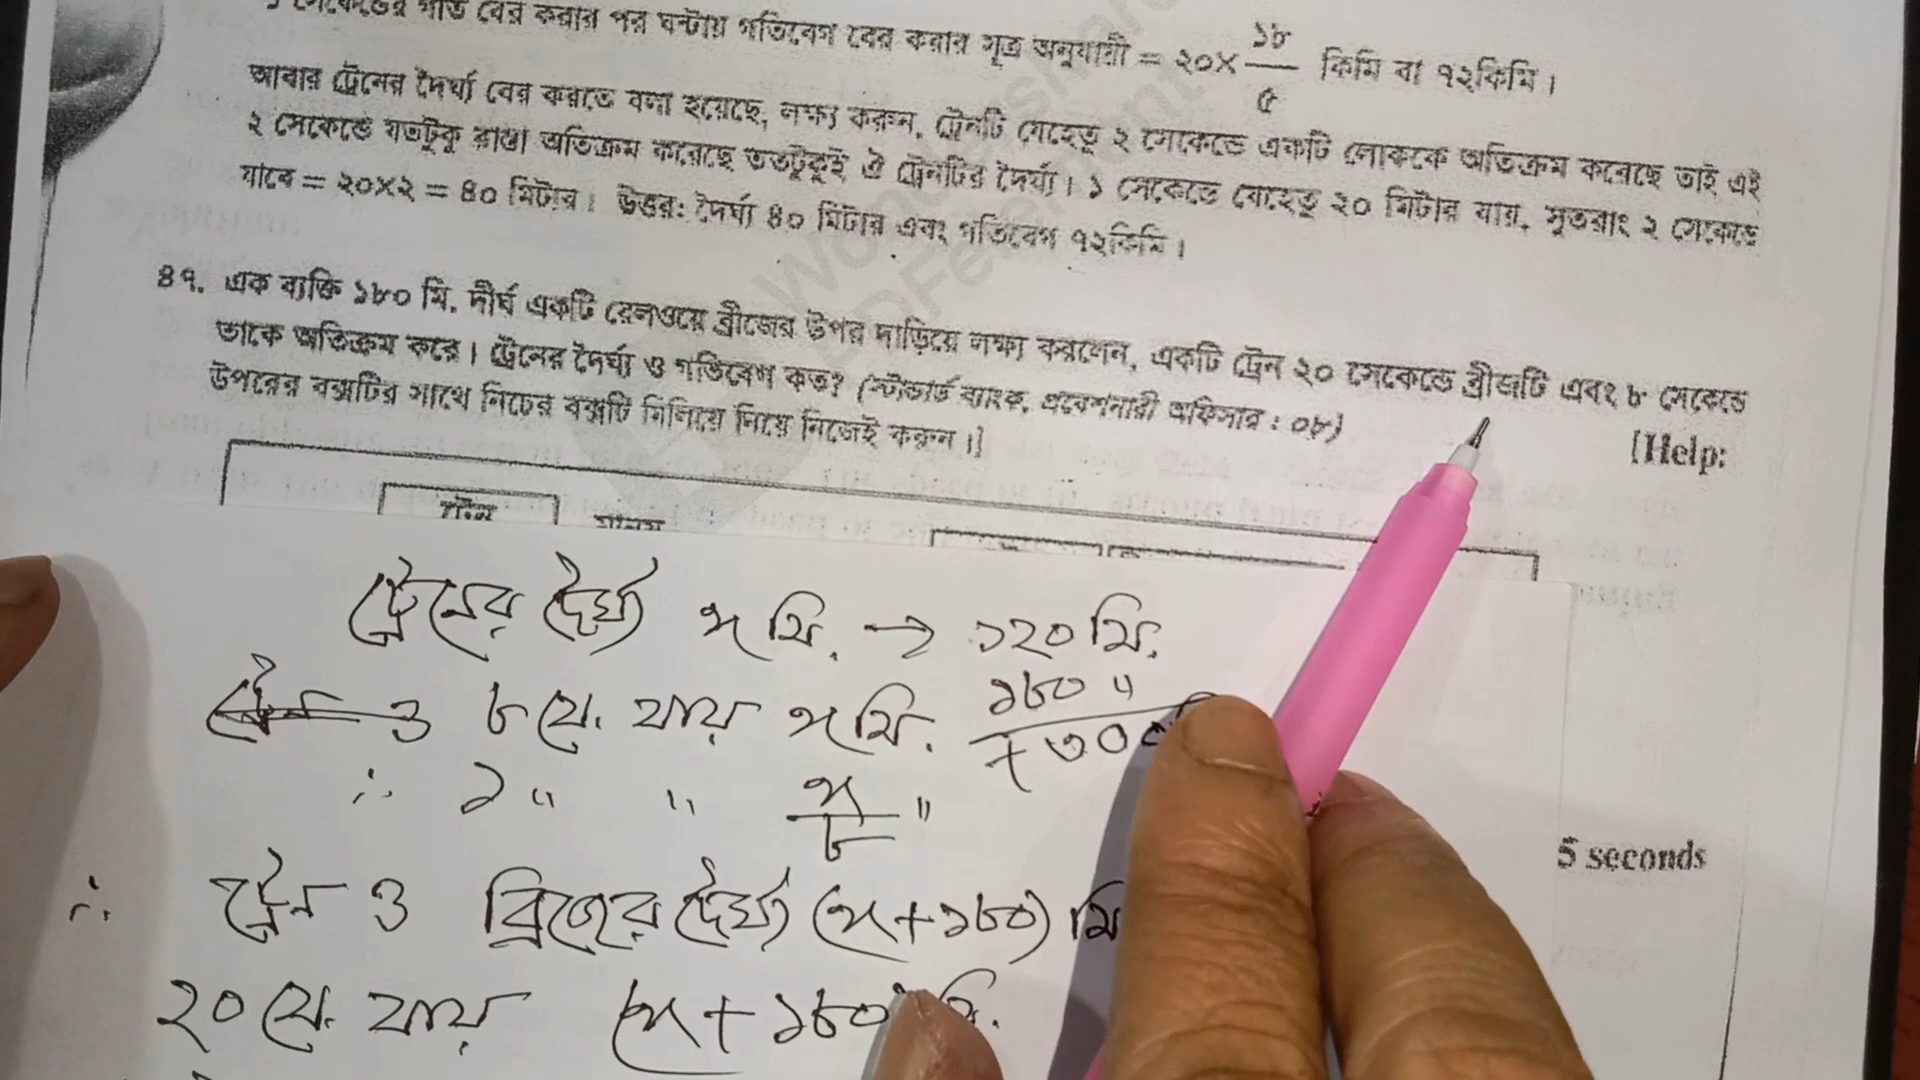 ১ সেকেন্ডের গতি বের করার পর ঘন্টায় গতিবেগ বের করার সূত্র অনুযায়ী = ২০× ১৮/৫ কিমি বা ৭২কিমি।
আবার ট্রেনের দৈর্ঘ্য বের করতে বলা হয়েছে, লক্ষ্য করুন, ট্রেনটি যেহেতু ২ সেকেন্ডে একটি লোককে অতিক্রম করেছে তাই এই
২ সেকেন্ডে যতটুকু রাস্তা অতিক্রম করেছে ততটুকুই ঐ ট্রেনটির দৈর্ঘ্য। ১ সেকেন্ডে যেহেতু ২০ মিটার যায়, সুতরাং ২ সেকেন্ডে
যাবে = ২০×২ = ৪০ মিটার। উত্তর: দৈর্ঘ্য ৪০ মিটার এবং গতিবেগ ৭২কিমি।
৪৭. এক ব্যক্তি ১৮০ মি. দীর্ঘ একটি রেলওয়ে ব্রীজের উপর দাড়িয়ে লক্ষ্য করলেন, একটি ট্রেন ২০ সেকেন্ডে ব্রীজটি এবং ৮ সেকেন্ডে
তাকে অতিক্রম করে। ট্রেনের দৈর্ঘ্য ও গতিবেগ কত? (স্টান্ডার্ড ব্যাংক, প্রবেশনারী অফিসার : ০৮) [Help:
উপরের বক্সটির সাথে নিচের বক্সটি মিলিয়ে নিয়ে নিজেই করুন।]
ট্রেন মানুষ
ট্রেনের দৈর্ঘ্য x মি. → ১২০ মি.
১৮০ "
ও ৮ সে. যায় x মি. + ৩০০
∴ ১ " " x/৮ "
5 seconds
∴ ট্রেন ও ব্রিজের দৈর্ঘ্য (x+১৮০) মি
২০ সে. যায় (x + ১৮০) মি.